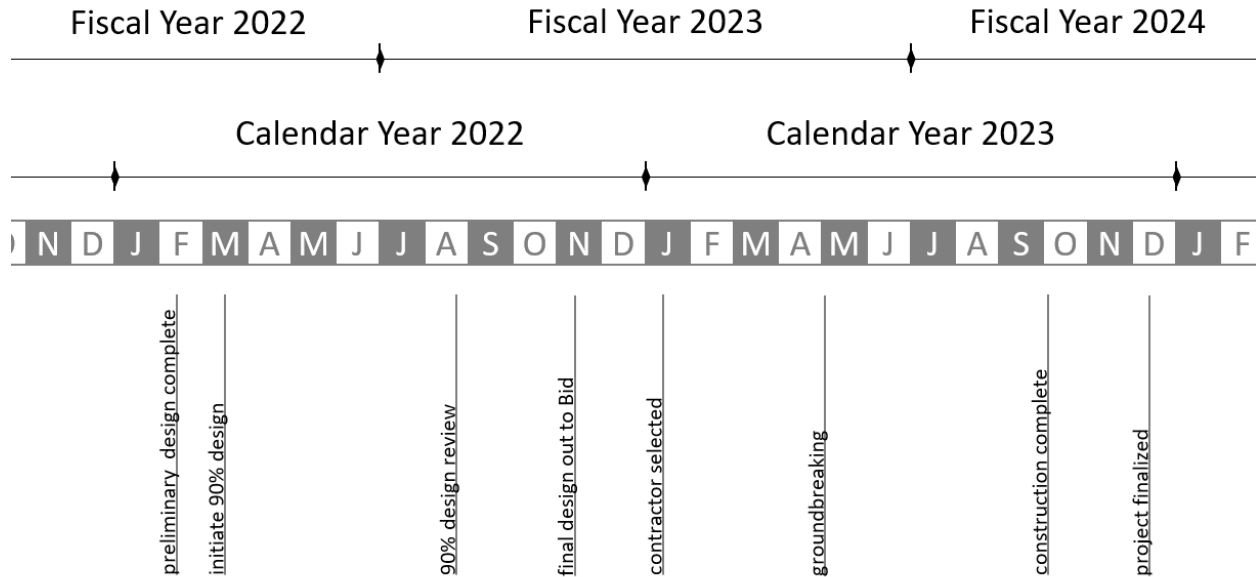 Fiscal Year 2022 Fiscal Year 2023 Fiscal Year 2024
Calendar Year 2022 Calendar Year 2023
N D J F M A M J J A S O N D J F M A M J J A S O N D J F
preliminary design complete
initiate 90% design
90% design review
final design out to Bid
contractor selected
groundbreaking
construction complete
project finalized